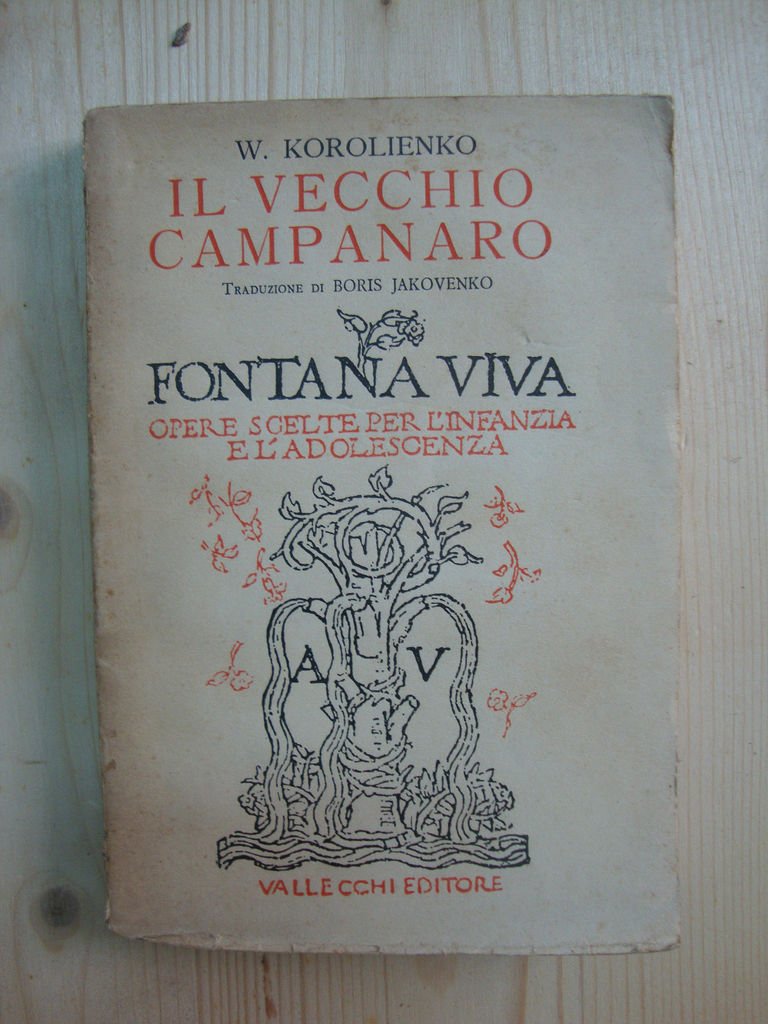 W. KOROLIENKO
IL VECCHIO
CAMPANARO
TRADUZIONE DI BORIS JAKOVENKO
FONTANA VIVA
OPERE SCELTE PER L'INFANZIA
E L'ADOLESCENZA
A V
VALLECCHI EDITORE